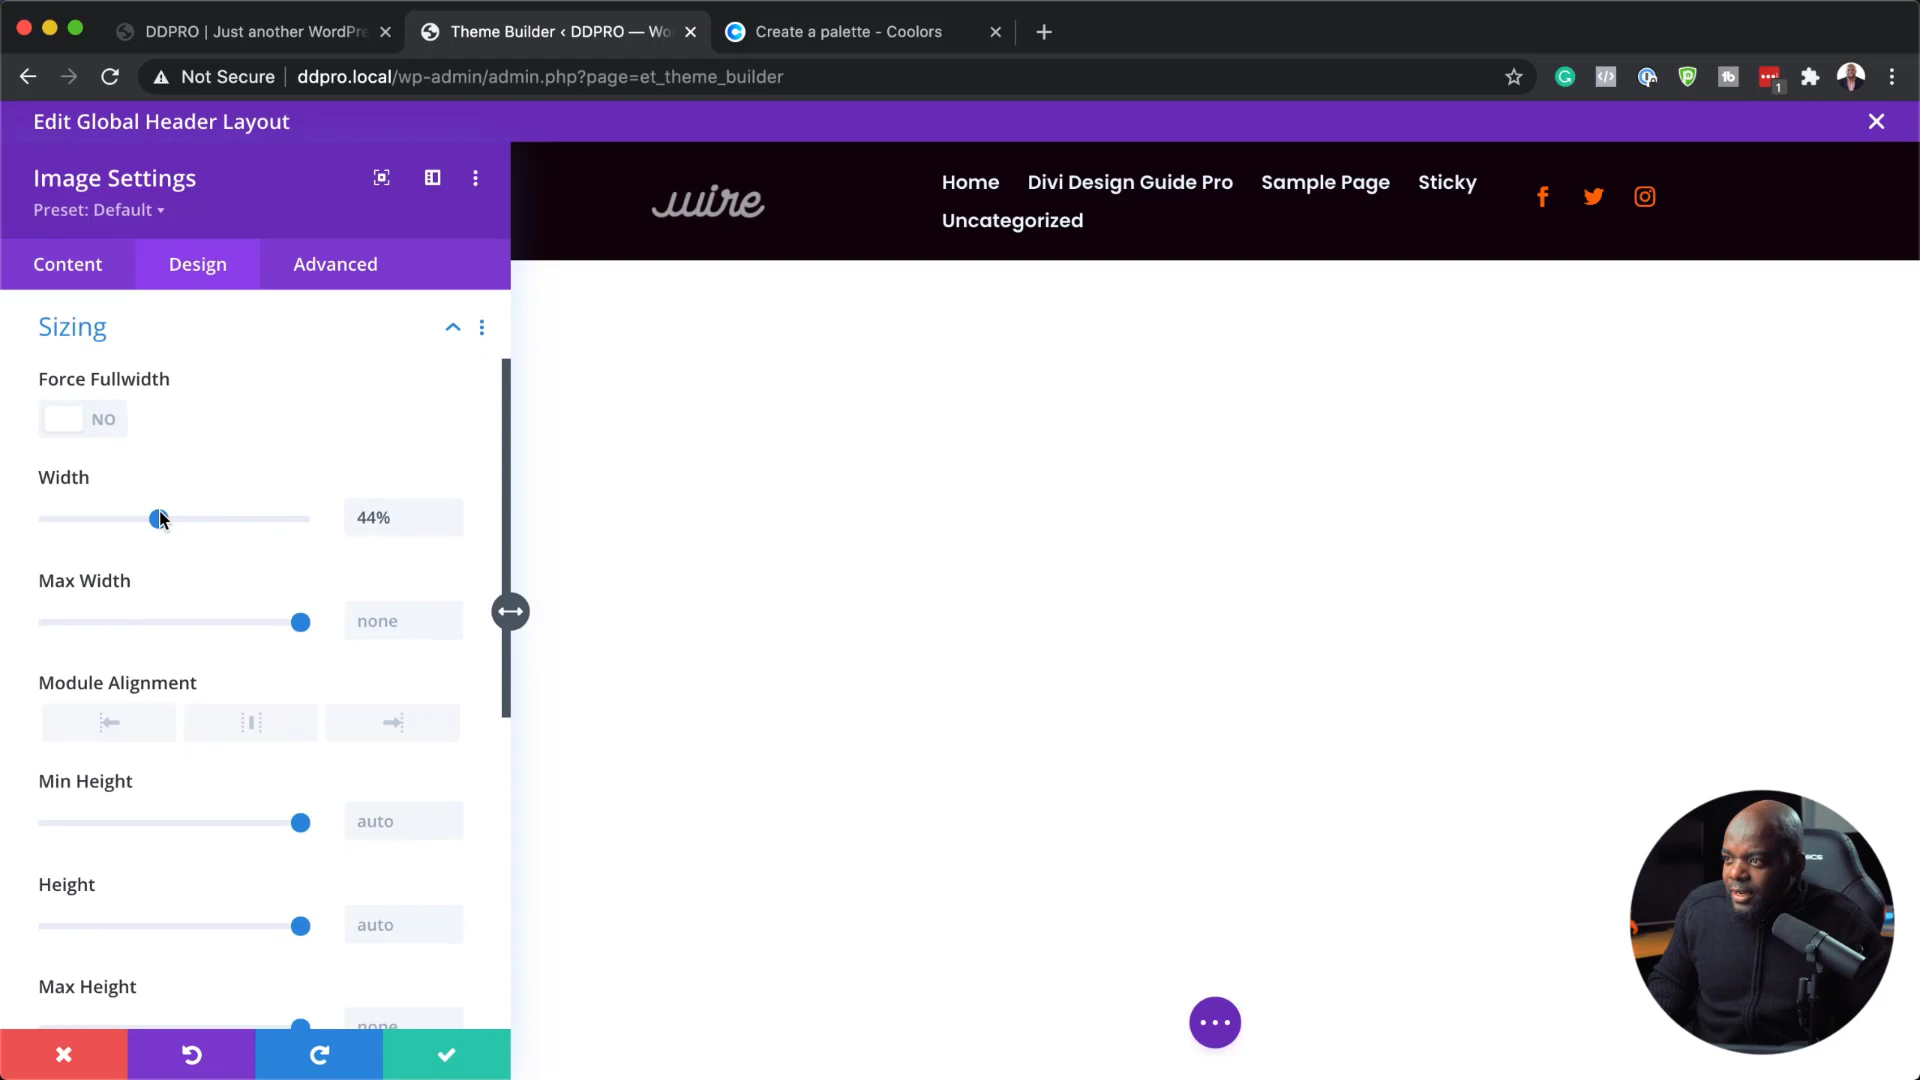 DDPRO | Just another WordPre
Theme Builder ‹ DDPRO — Wo
Create a palette - Coolors
Not Secure
ddpro.local/wp-admin/admin.php?page=et_theme_builder
1
Edit Global Header Layout
Image Settings
Preset: Default
Content
Design
Advanced
wire
Home
Divi Design Guide Pro
Sample Page
Sticky
Uncategorized
Sizing
Force Fullwidth
NO
Width
44%
Max Width
none
Module Alignment
Min Height
auto
Height
auto
Max Height
none